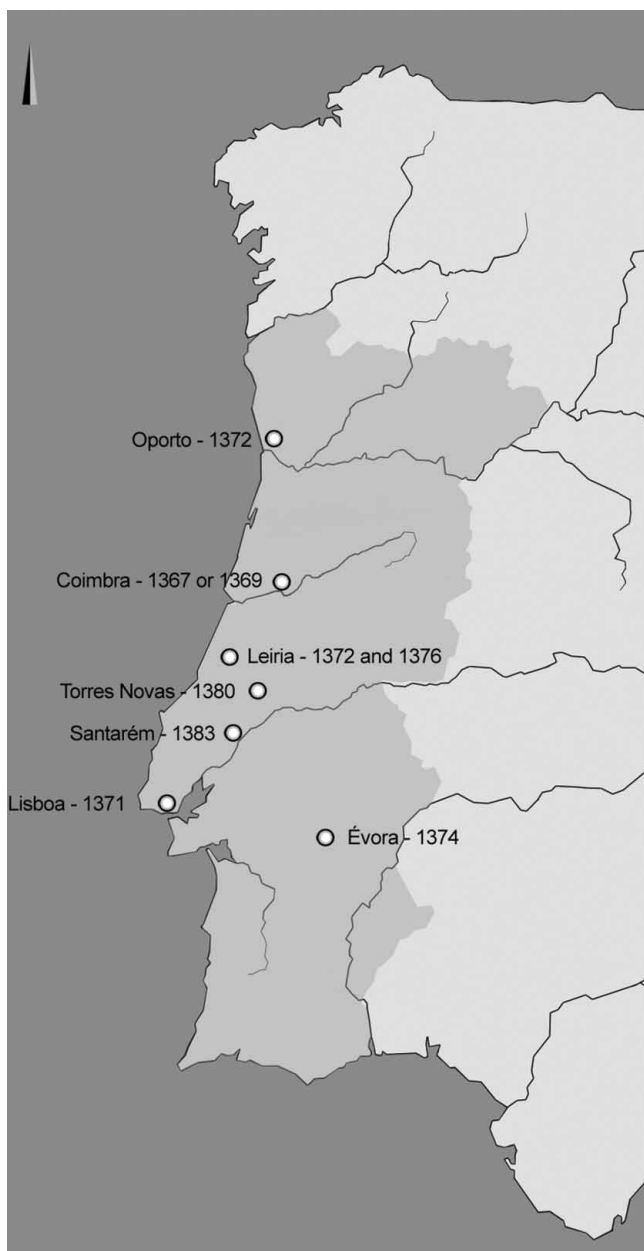 Oporto - 1372
Coimbra - 1367 or 1369
Leiria - 1372 and 1376
Torres Novas - 1380
Santarém - 1383
Lisboa - 1371
Évora - 1374